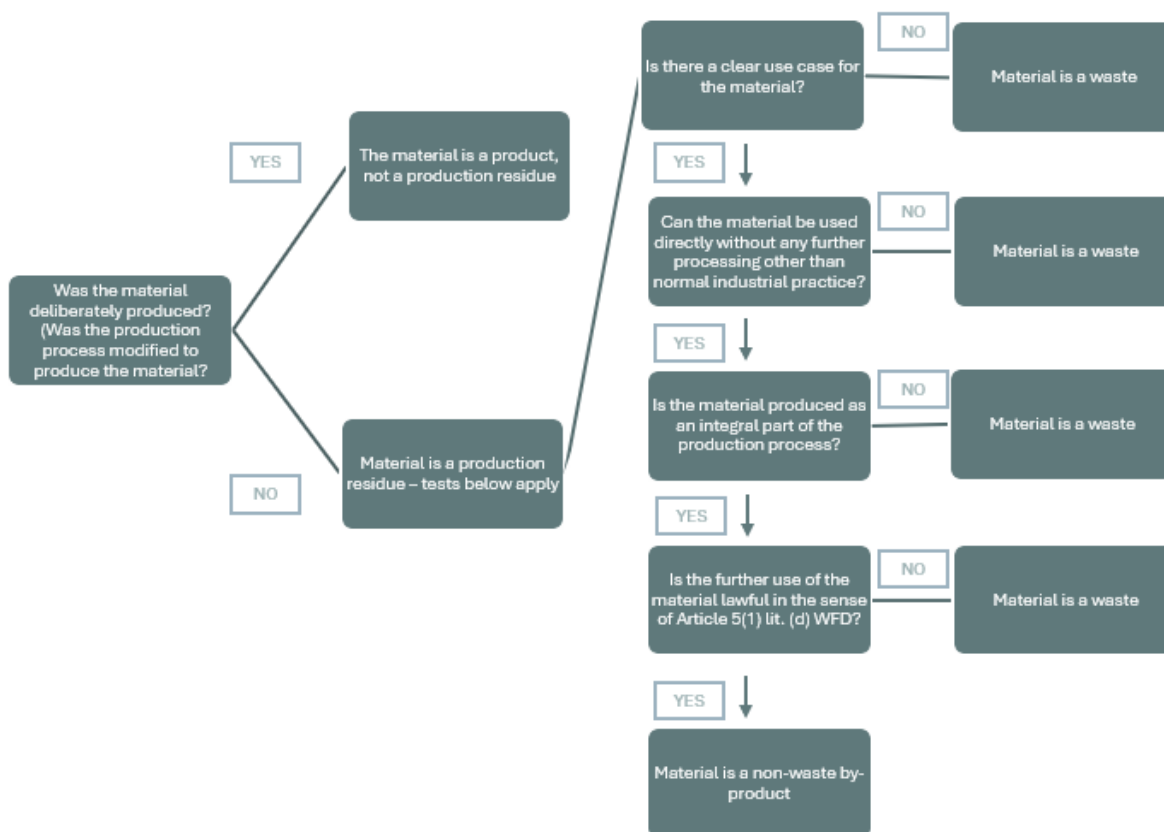 Was the material
deliberately produced?
(Was the production
process modified to
produce the material?
YES
The material is a product,
not a production residue
NO
Material is a production
residue – tests below apply
Is there a clear use case for
the material?
NO
Material is a waste
YES
Can the material be used
directly without any further
processing other than
normal industrial practice?
NO
Material is a waste
YES
Is the material produced as
an integral part of the
production process?
NO
Material is a waste
YES
Is the further use of the
material lawful in the sense
of Article 5(1) lit. (d) WFD?
NO
Material is a waste
YES
Material is a non-waste by-
product